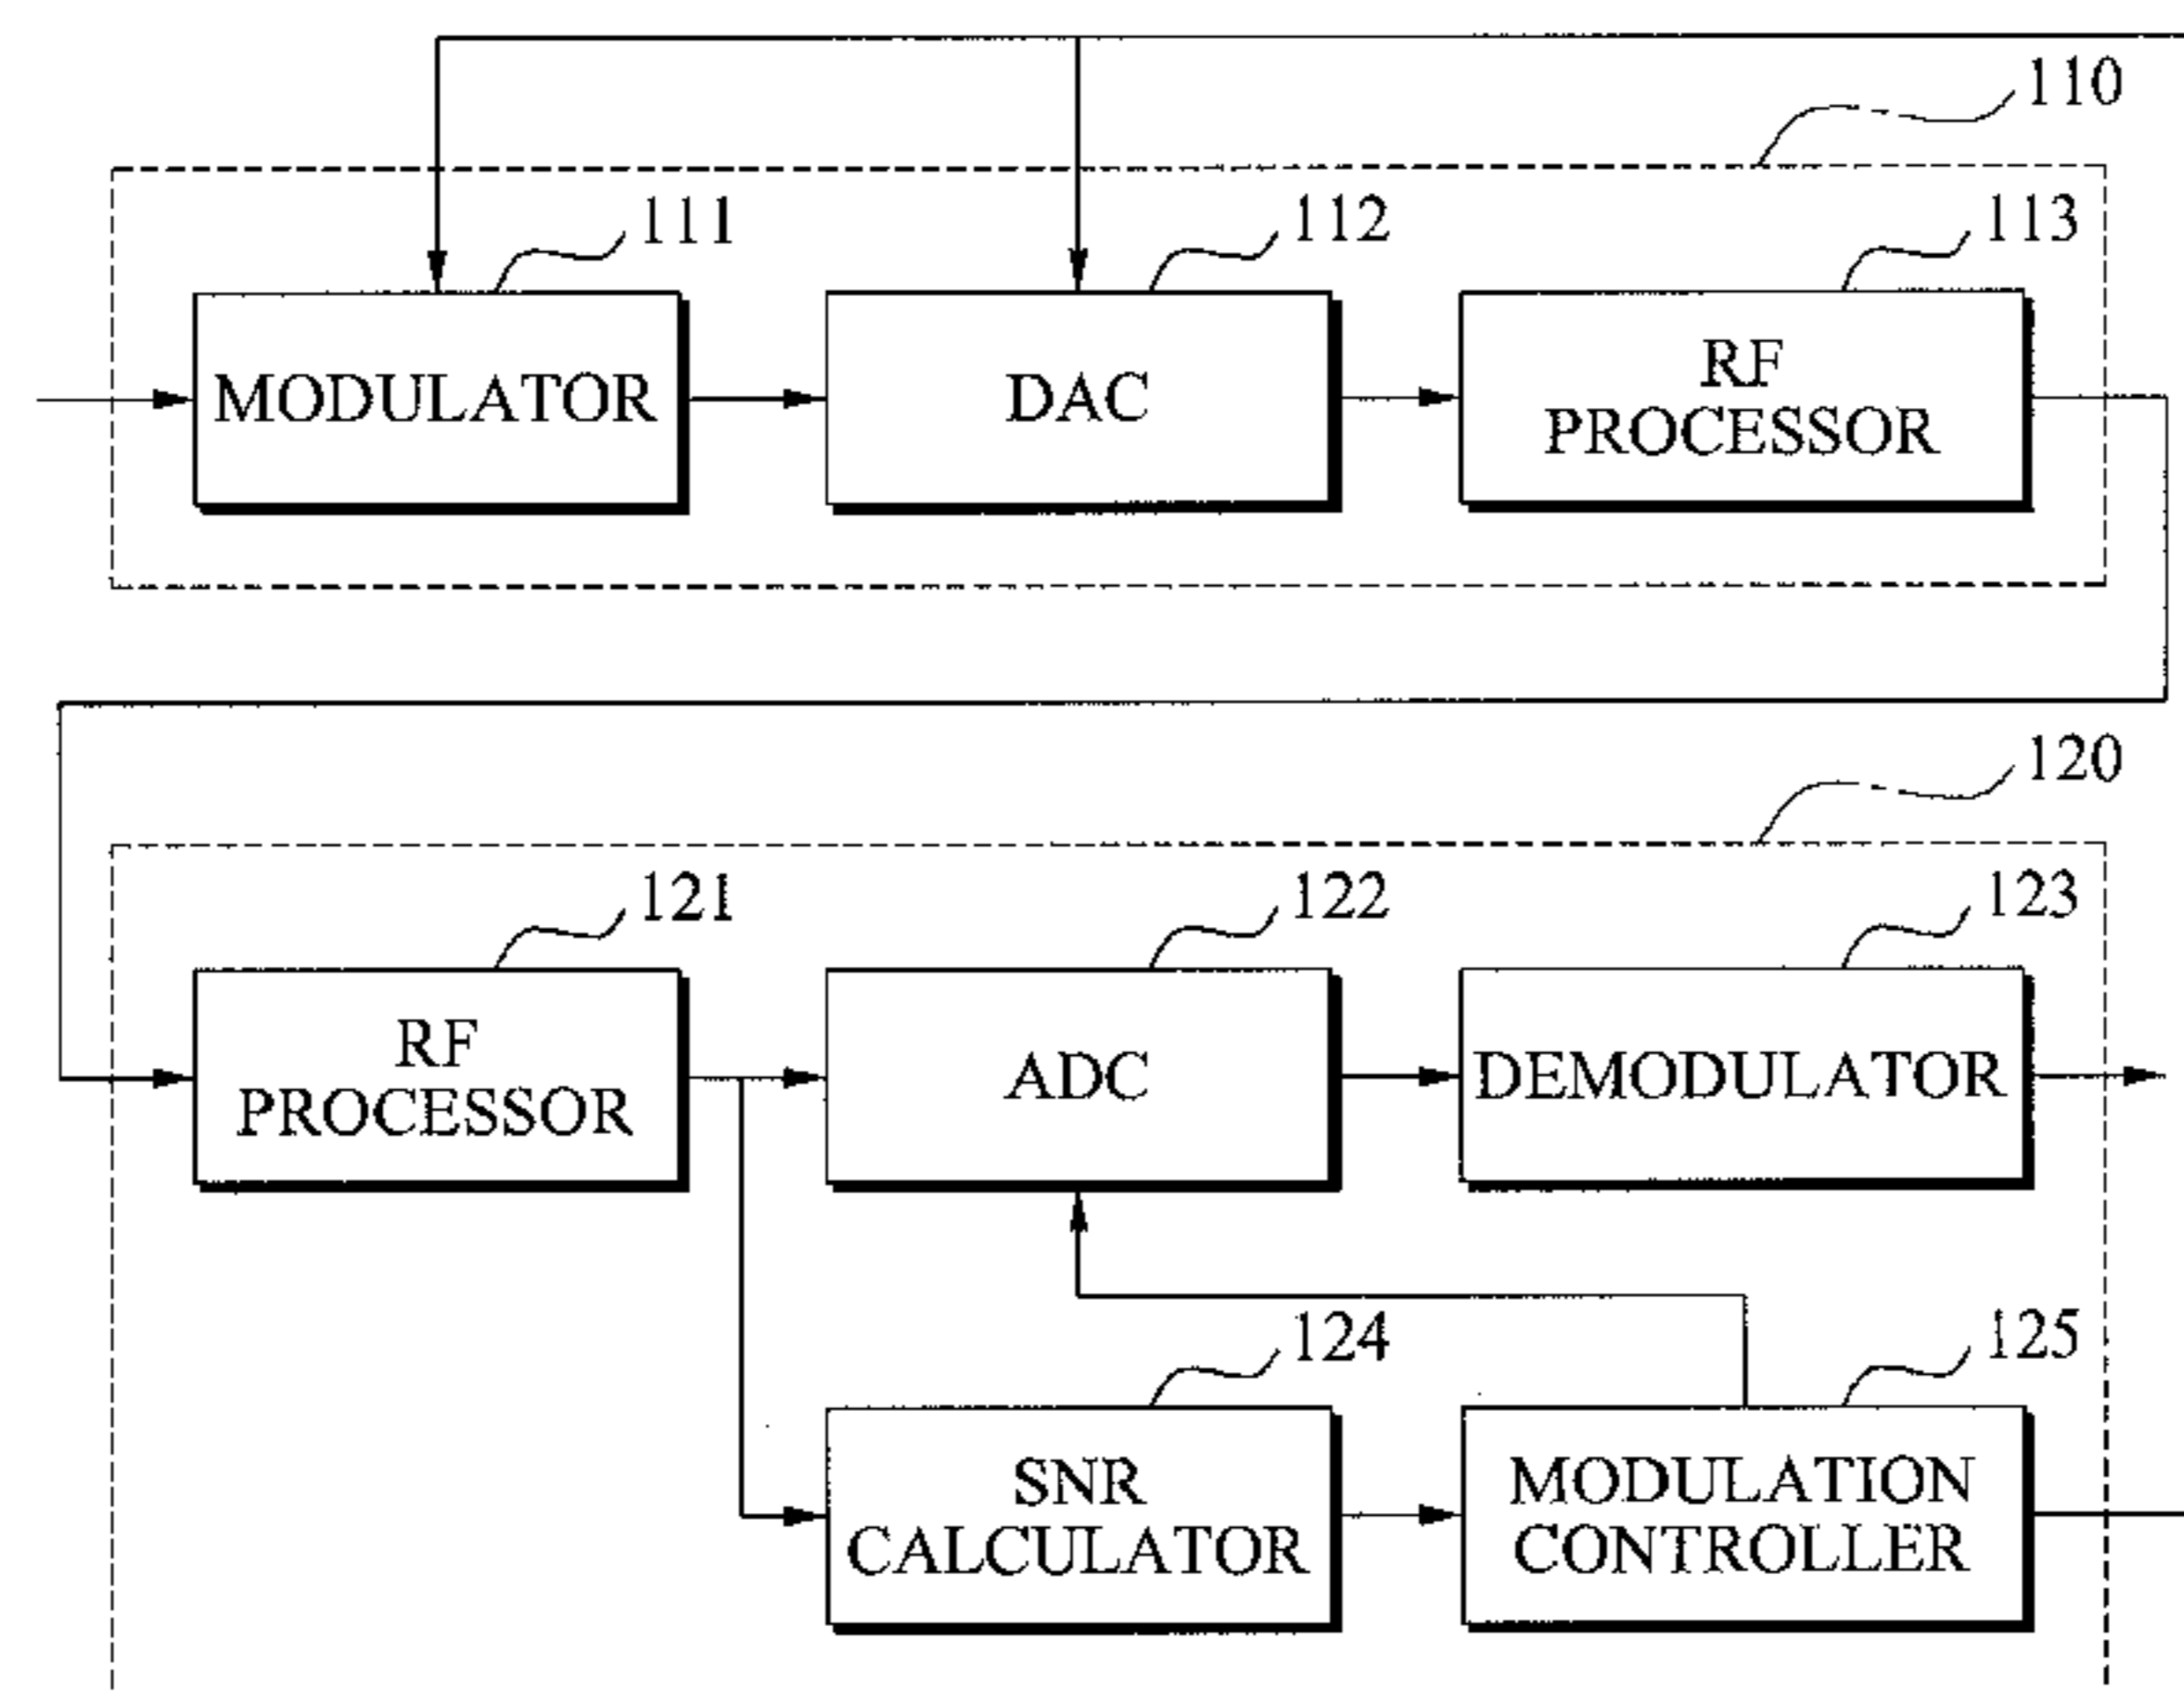 110
111
112
113
MODULATOR
DAC
RF
PROCESSOR
120
121
122
123
RF
PROCESSOR
ADC
DEMODULATOR
124
125
SNR
CALCULATOR
MODULATION
CONTROLLER